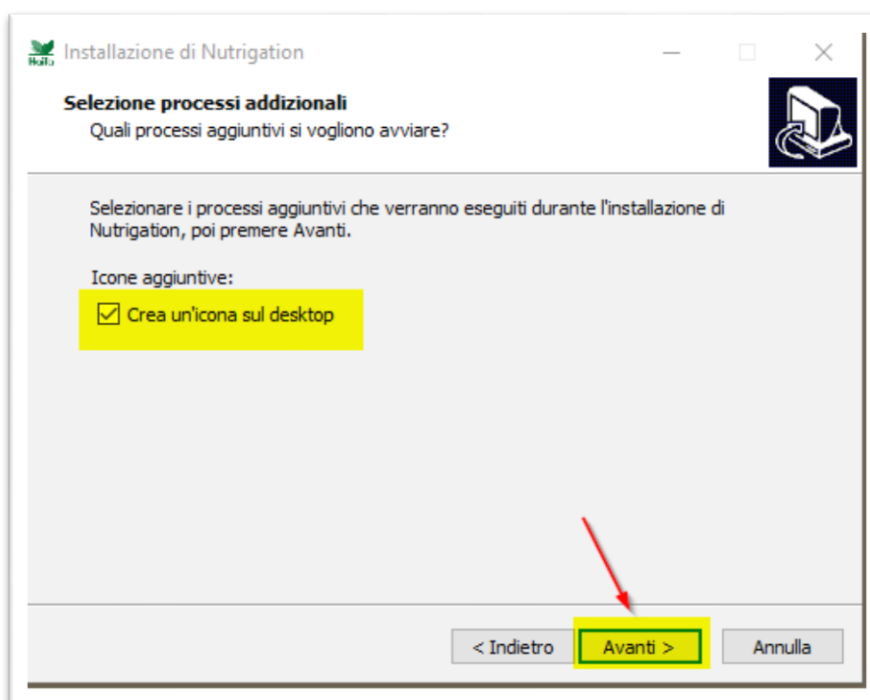 Installazione di Nutrigation
Selezione processi addizionali
Quali processi aggiuntivi si vogliono avviare?
Selezionare i processi aggiuntivi che verranno eseguiti durante l'installazione di
Nutrigation, poi premere Avanti.
Icone aggiuntive:
Crea un'icona sul desktop
< Indietro
Avanti >
Annulla